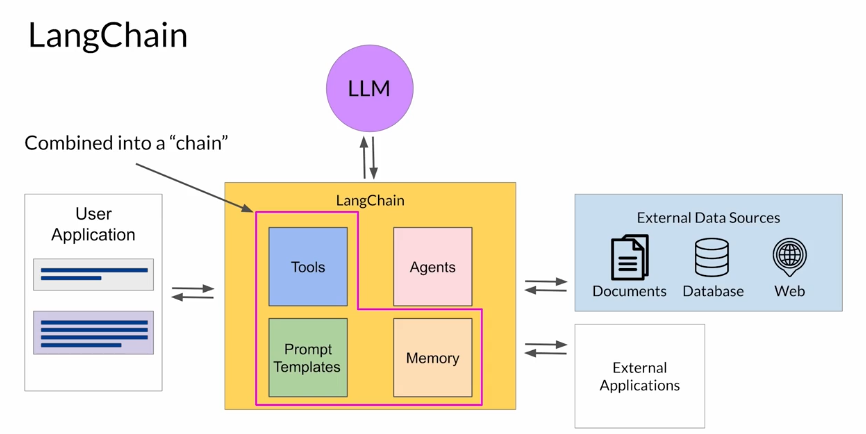 LangChain
LLM
Combined into a “chain”
User
Application
LangChain
Tools
Agents
Prompt
Templates
Memory
External Data Sources
Documents
Database
Web
External
Applications